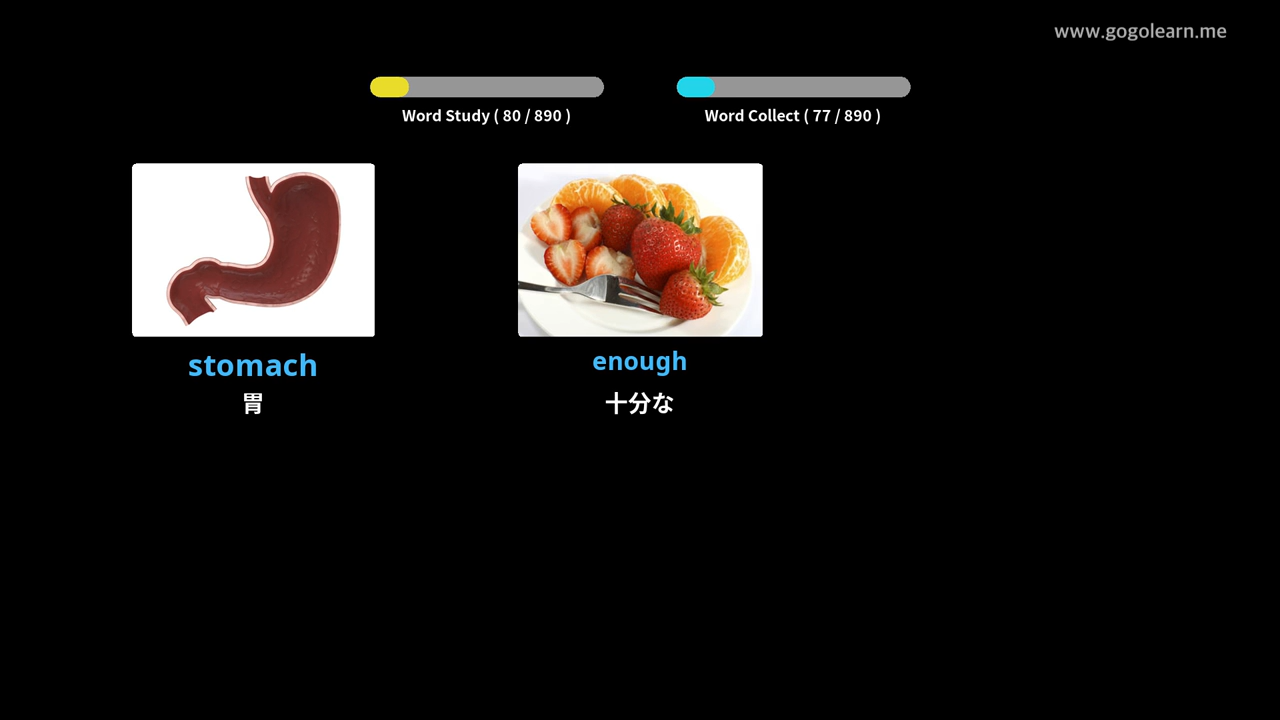 www.gogolearn.me
Word Study ( 80 / 890 )
Word Collect ( 77 / 890 )
stomach
胃
enough
十分な